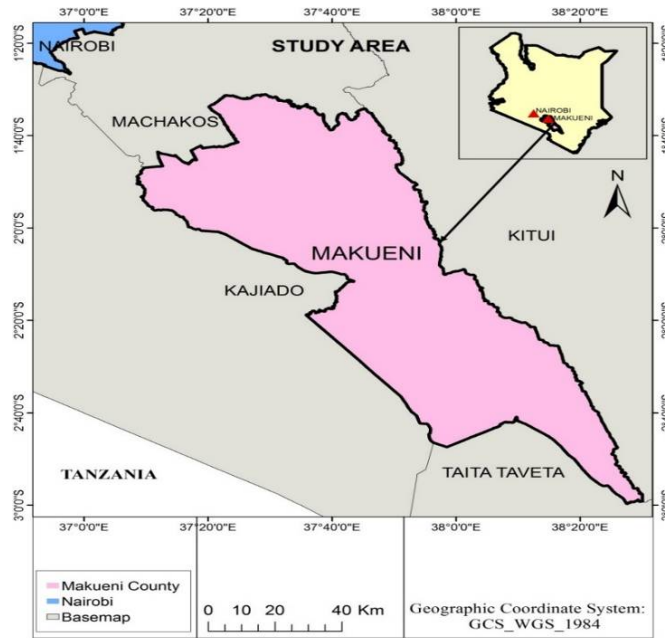 37°0'0"E 37°20'0"E 37°40'0"E 38°0'0"E 38°20'0"E
1°20'0"S
1°40'0"S
2°0'0"S
2°20'0"S
2°40'0"S
3°0'0"S
NAIROBI
STUDY AREA
NAIROBI
MAKUENI
MACHAKOS
N
KITUI
MAKUENI
KAJIADO
TANZANIA
TAITA TAVETA
37°0'0"E 37°20'0"E 37°40'0"E 38°0'0"E 38°20'0"E
Makueni County
Nairobi
Basemap
0 5 10 20 30 40 Km
Geographic Coordinate System:
GCS_WGS_1984